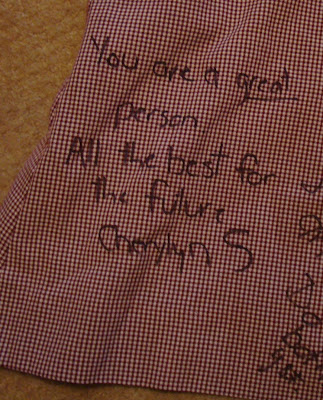 You are a great
person
All the best for
the future
Cherylyn S